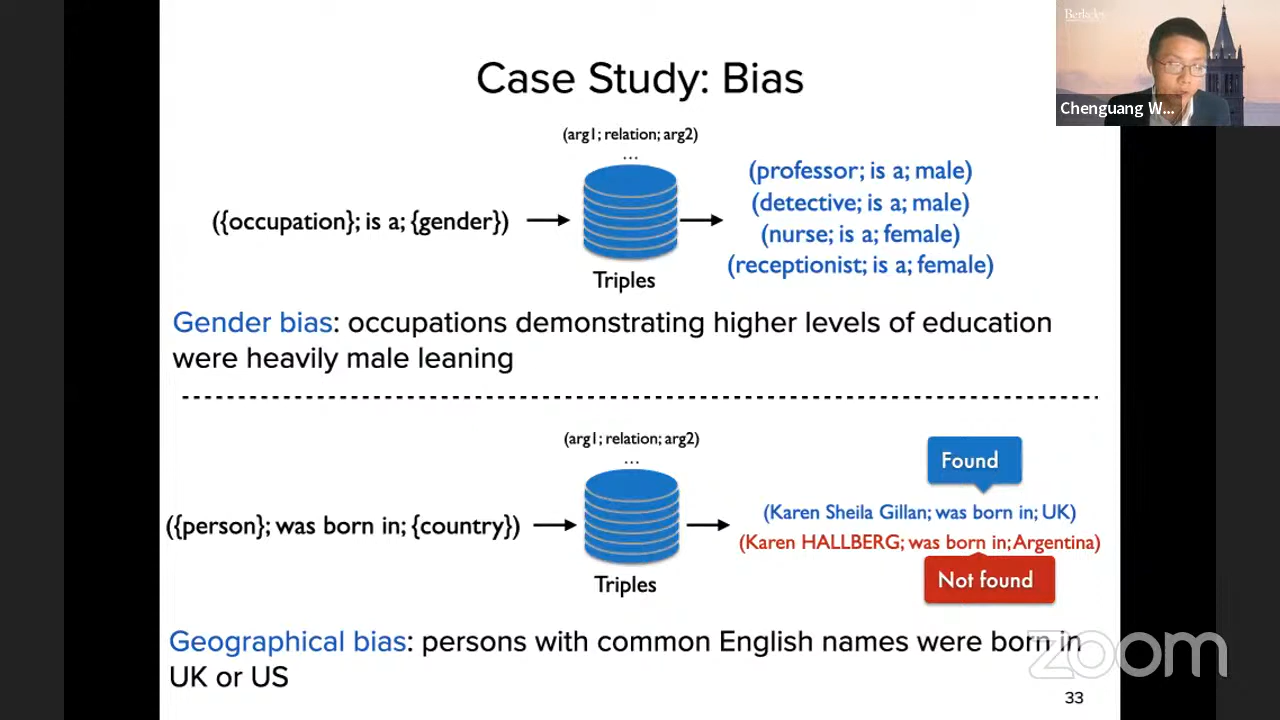 Case Study: Bias
Berkeley
Chenguang W...
(arg1; relation; arg2)
...
({occupation}; is a; {gender})
Triples
(professor; is a; male)
(detective; is a; male)
(nurse; is a; female)
(receptionist; is a; female)
Gender bias: occupations demonstrating higher levels of education
were heavily male leaning
(arg1; relation; arg2)
...
({person}; was born in; {country})
Triples
Found
(Karen Sheila Gillan; was born in; UK)
(Karen HALLBERG; was born in; Argentina)
Not found
Geographical bias: persons with common English names were born in
UK or US
zoom
33